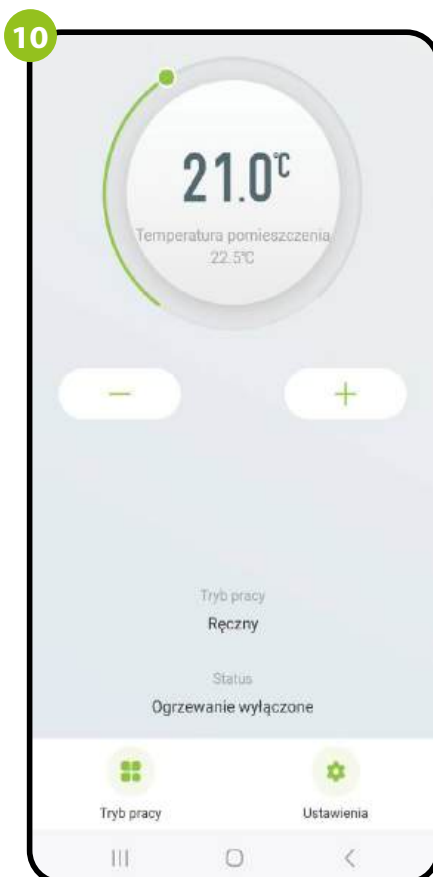 10
21.0℃
Temperatura pomieszczenia
22.5℃
Tryb pracy
Ręczny
Status
Ogrzewanie wyłączone
Tryb pracy
Ustawienia